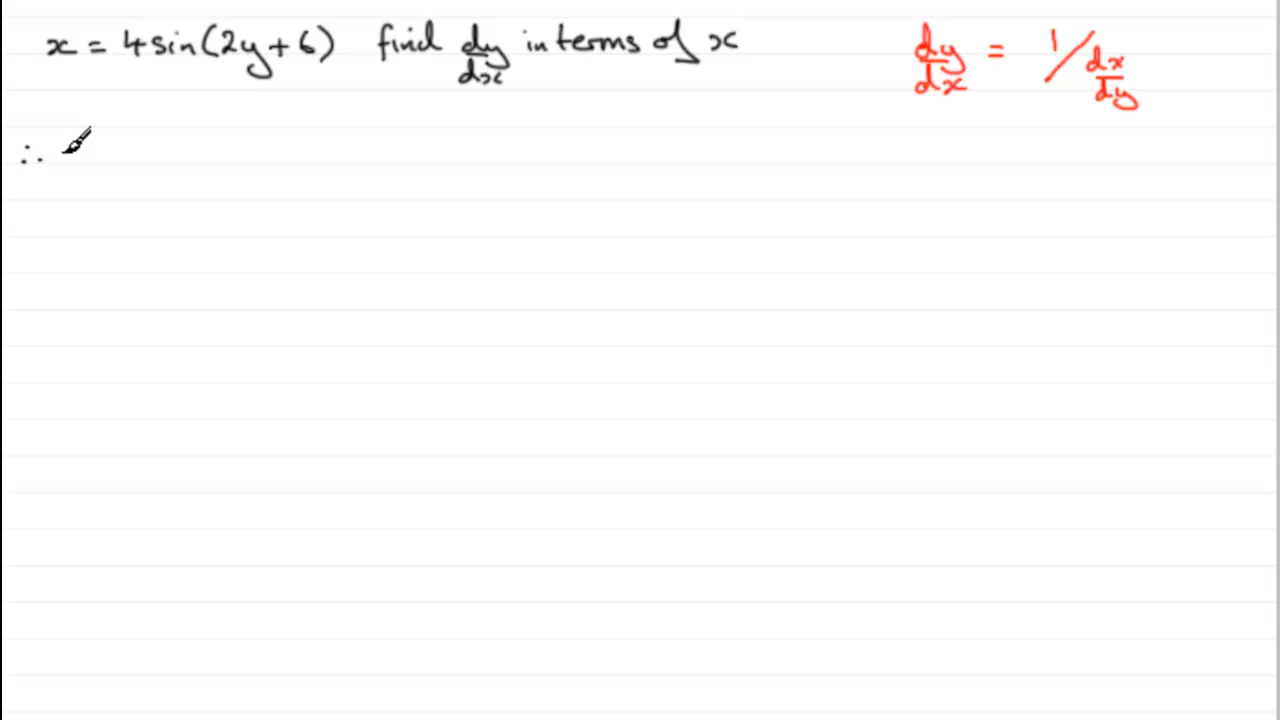 x = 4sin(2y+6) find dy/dx in terms of x
dy/dx = 1/dx/dy
∴